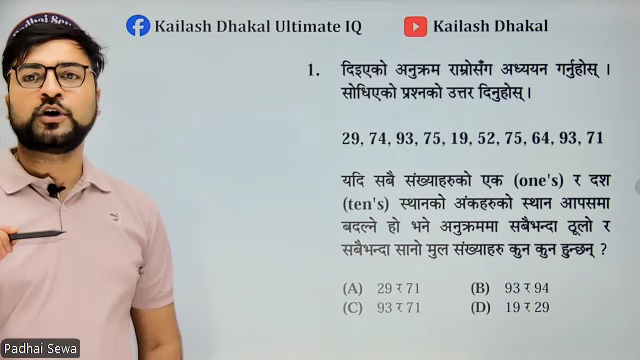 Padhai Sewa
Kailash Dhakal Ultimate IQ
Kailash Dhakal
1. दिइएको अनुक्रम राम्रोसँग अध्ययन गर्नुहोस् ।
सोधिएको प्रश्नको उत्तर दिनुहोस् ।
29, 74, 93, 75, 19, 52, 75, 64, 93, 71
यदि सबै संख्याहरुको एक (one's) र दश
(ten's) स्थानको अंकहरुको स्थान आपसमा
बदल्ने हो भने अनुक्रममा सबैभन्दा ठूलो र
सबैभन्दा सानो मुल संख्याहरु कुन कुन हुन्छन् ?
(A) 29 र 71 (B) 93 र 94
(C) 93 र 71 (D) 19 र 29
Padhai Sewa